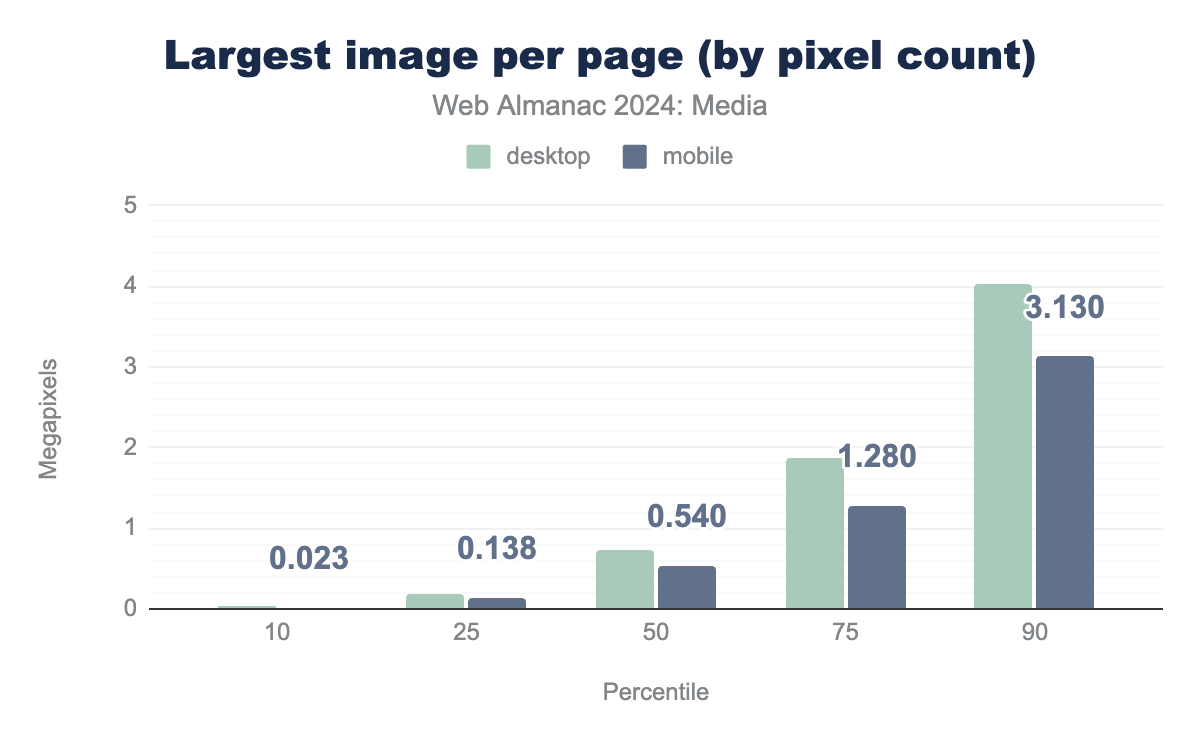 Largest image per page (by pixel count)
Web Almanac 2024: Media
desktop mobile
5
4
3.130
3
Megapixels
2
1.280
1
0.540
0.138
0.023
0
10 25 50 75 90
Percentile